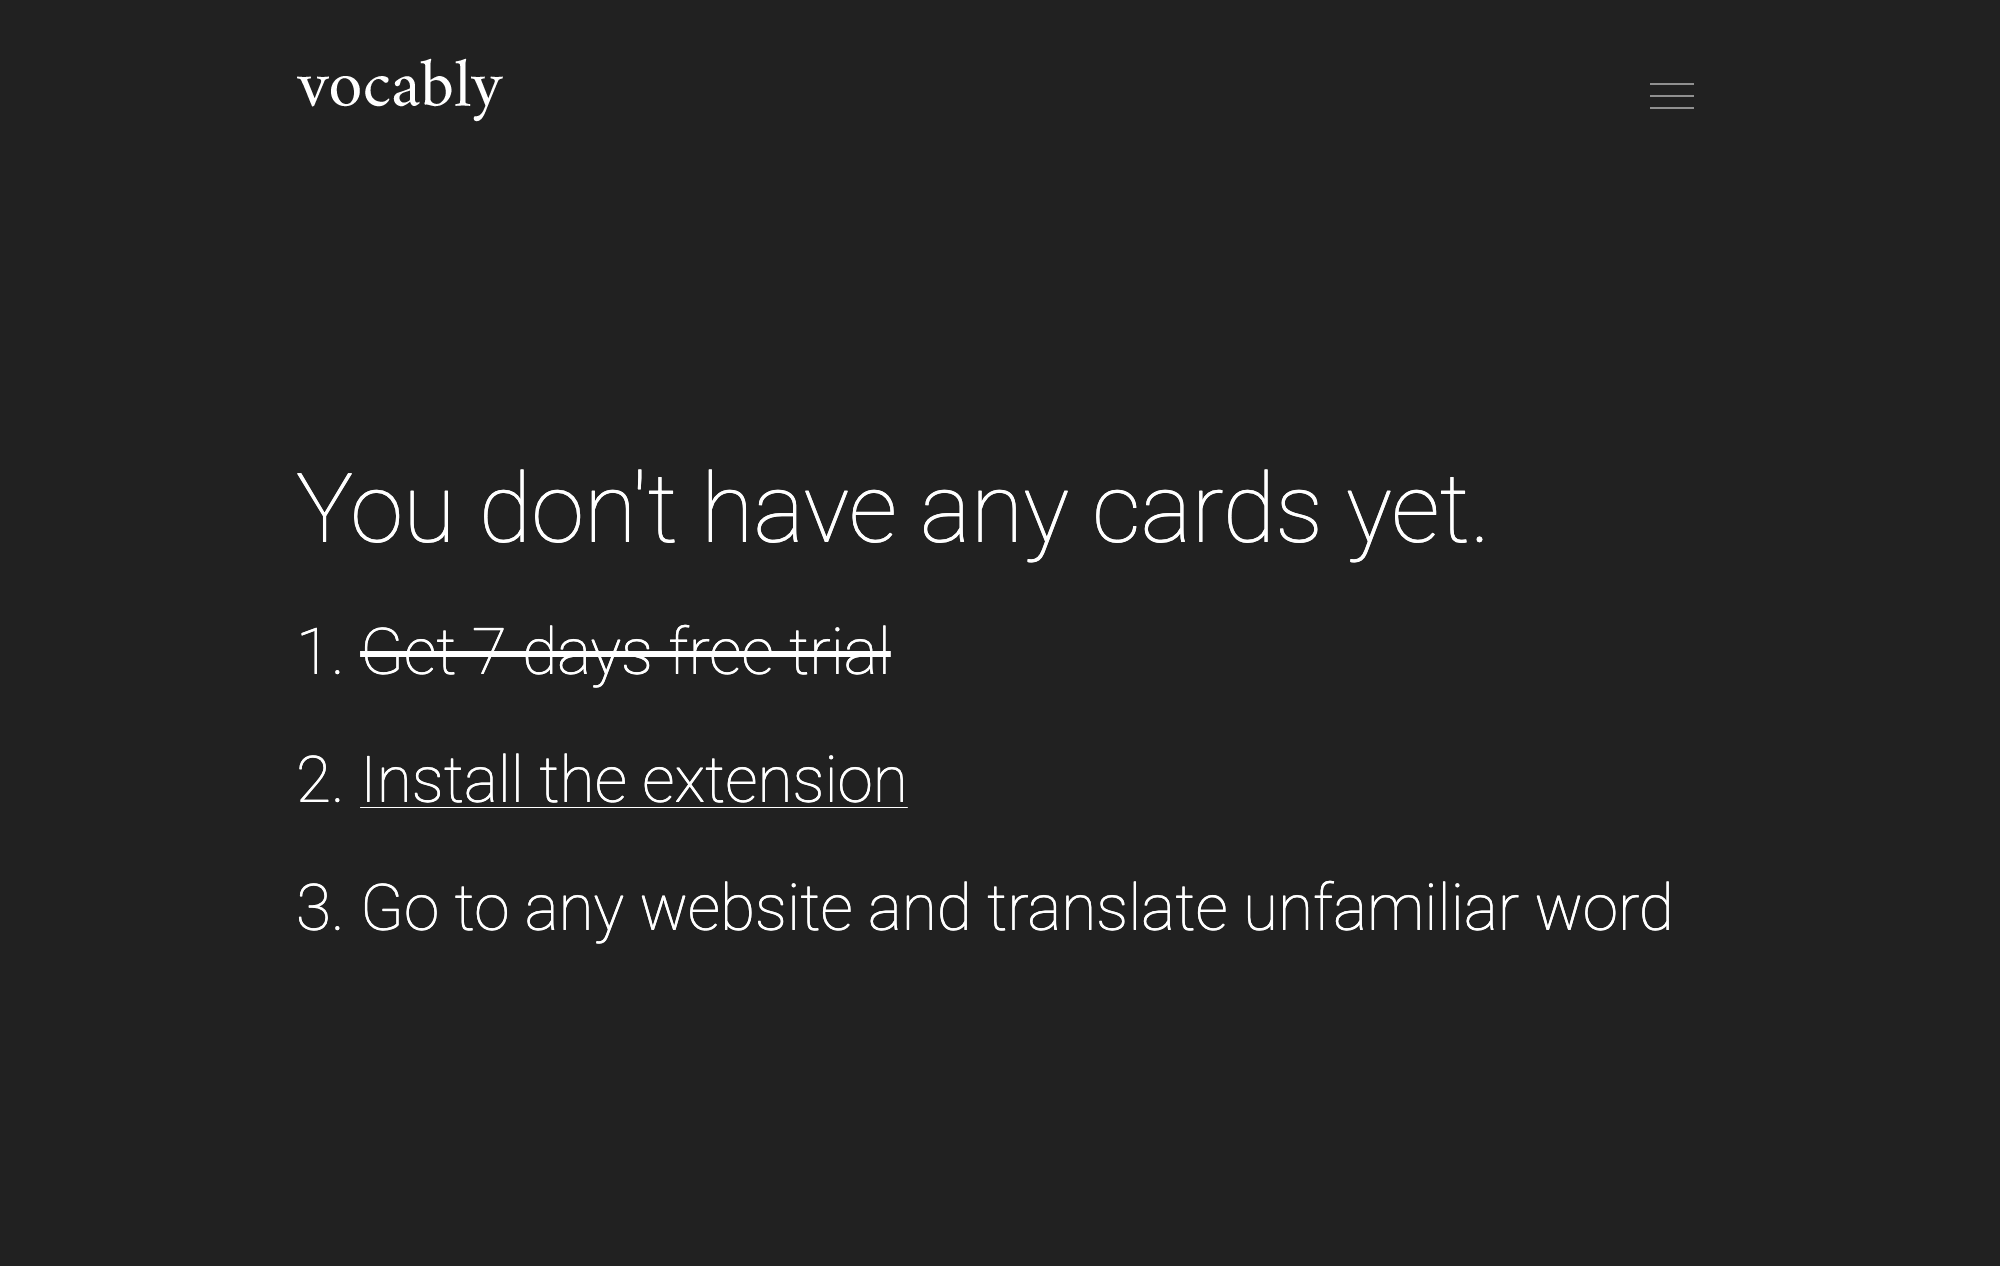 vocably
You don't have any cards yet.
1. Get 7 days free trial
2. Install the extension
3. Go to any website and translate unfamiliar word